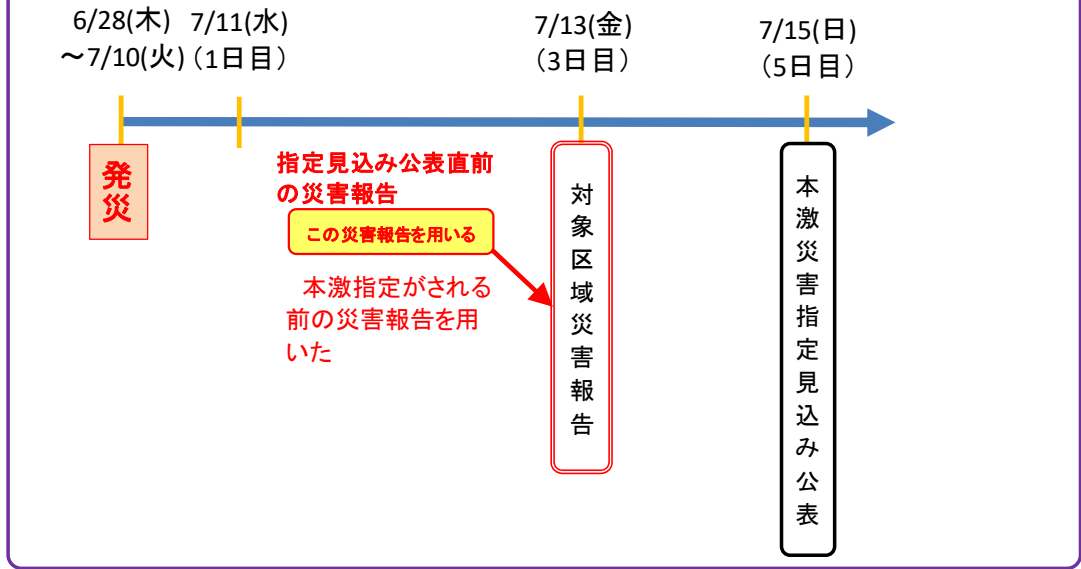 6/28(木)
～7/10(火)
7/11(水)
（1日目）
7/13(金)
（3日目）
7/15(日)
（5日目）
発災
指定見込み公表直前
の災害報告
この災害報告を用いる
本激指定がされる
前の災害報告を用
いた
対象区域災害報告
本激災害指定見込み公表